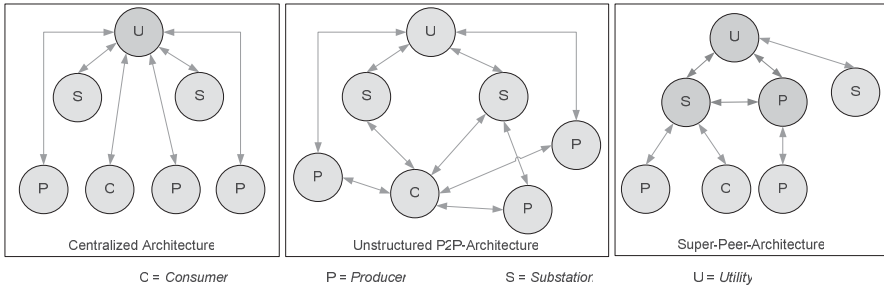 U
U
U
S
S
S
S
S
P
S
P
P
C
P
P
P
C
P
P
C
P
Centralized Architecture
Unstructured P2P-Architecture
Super-Peer-Architecture
C = Consumer
P = Producer
S = Substation
U = Utility